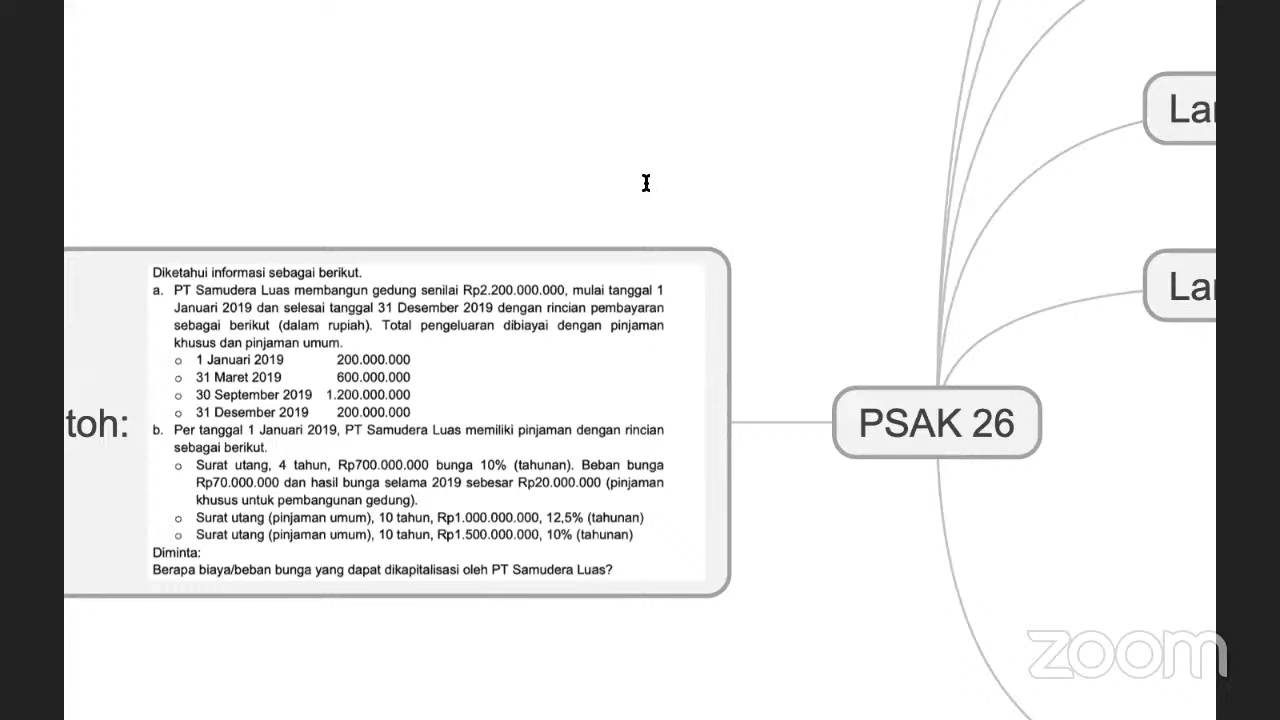 Diketahui informasi sebagai berikut.
a. PT Samudera Luas membangun gedung senilai Rp2.200.000.000, mulai tanggal 1
Januari 2019 dan selesai tanggal 31 Desember 2019 dengan rincian pembayaran
sebagai berikut (dalam rupiah). Total pengeluaran dibiayai dengan pinjaman
khusus dan pinjaman umum.
o 1 Januari 2019 200.000.000
o 31 Maret 2019 600.000.000
o 30 September 2019 1.200.000.000
o 31 Desember 2019 200.000.000
b. Per tanggal 1 Januari 2019, PT Samudera Luas memiliki pinjaman dengan rincian
sebagai berikut.
o Surat utang, 4 tahun, Rp700.000.000 bunga 10% (tahunan). Beban bunga
Rp70.000.000 dan hasil bunga selama 2019 sebesar Rp20.000.000 (pinjaman
khusus untuk pembangunan gedung).
o Surat utang (pinjaman umum), 10 tahun, Rp1.000.000.000, 12,5% (tahunan)
o Surat utang (pinjaman umum), 10 tahun, Rp1.500.000.000, 10% (tahunan)
Diminta:
Berapa biaya/beban bunga yang dapat dikapitalisasi oleh PT Samudera Luas?
toh:
PSAK 26
La
La
zoom